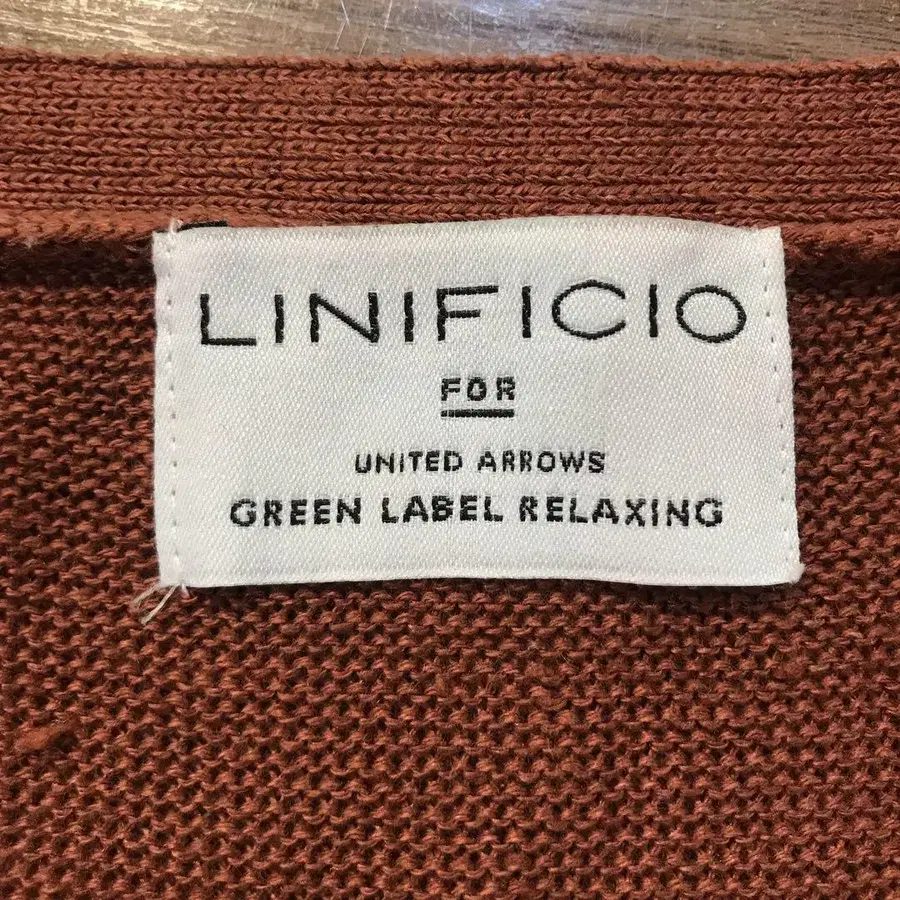 LINIFICIO
FOR
UNITED ARROWS
GREEN LABEL RELAXING